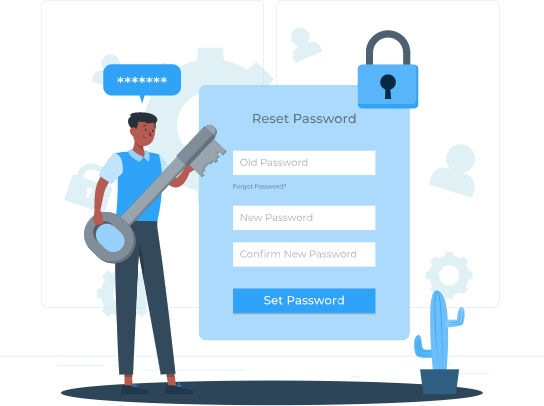 *******
Reset Password
Old Password
Forgot Password?
New Password
Confirm New Password
Set Password